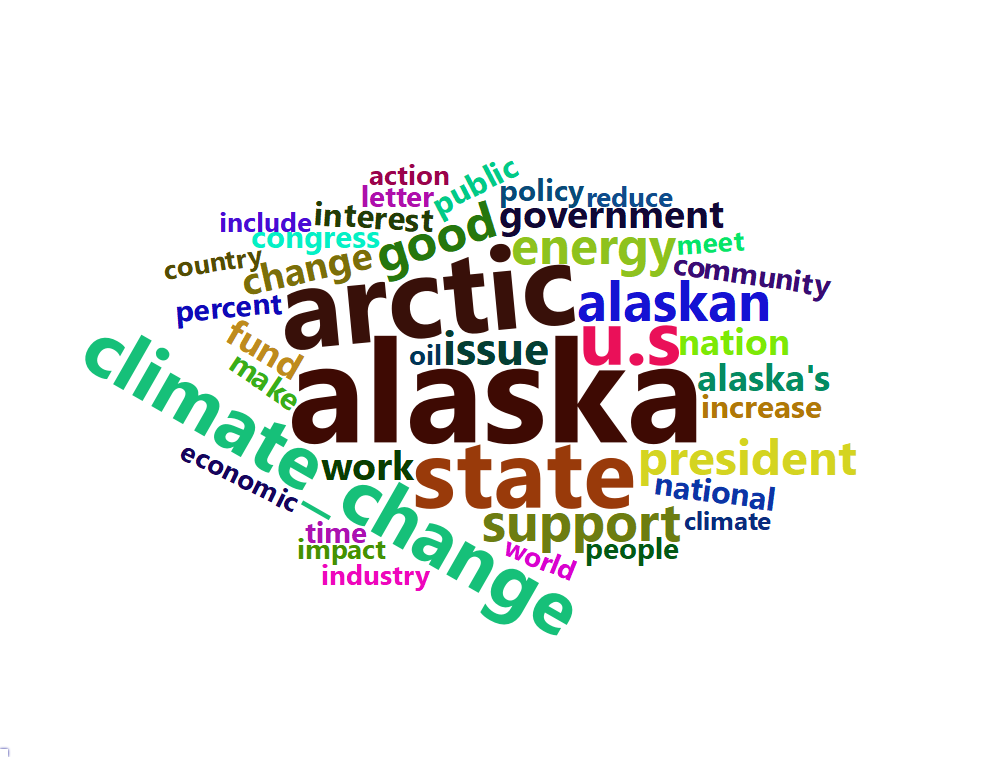 action
public
letter
policy
reduce
include
interest
good
government
congress
energy
meet
country
change
arctic
community
percent
alaskan
fund
oil
issue
u.s
nation
make
alaska
alaska's
increase
climate_change
economic
work
state
president
national
support
climate
time
impact
world
people
industry